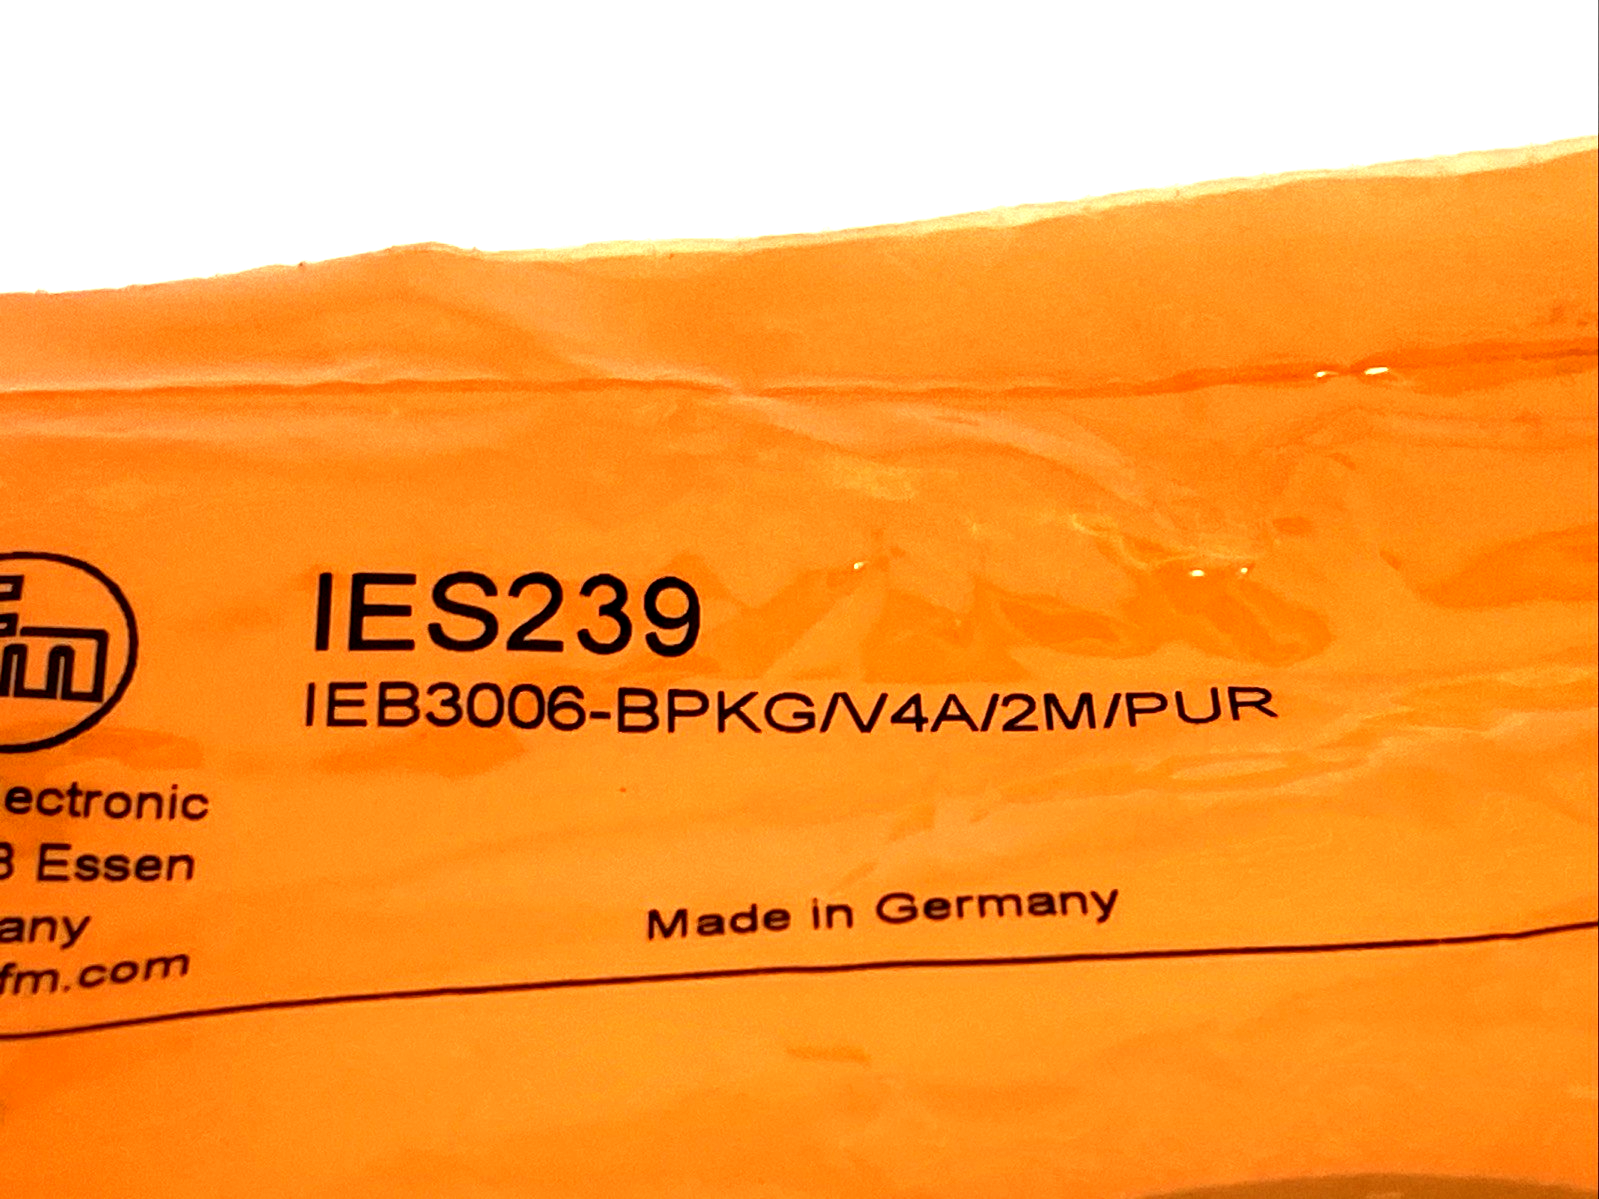 IES239
IEB3006-BPKG/V4A/2M/PUR
ectronic
Essen
any
fm.com
Made in Germany